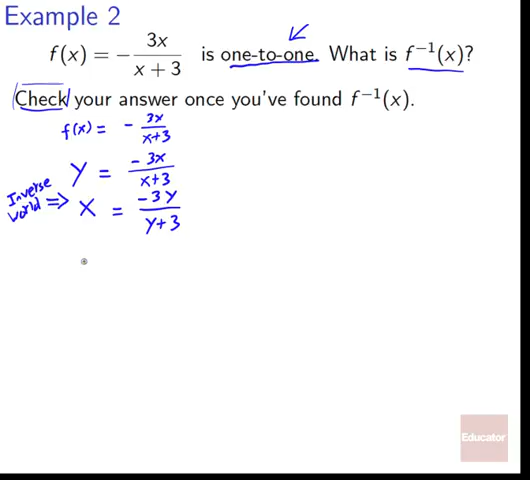 Example 2
f(x) = − 3x / x + 3 is one-to-one. What is f⁻¹(x)?
Check your answer once you've found f⁻¹(x).
f(x) = - 3x / x+3
y = -3x / x+3
Inverse world ⇒ x = -3y / y+3
Educator